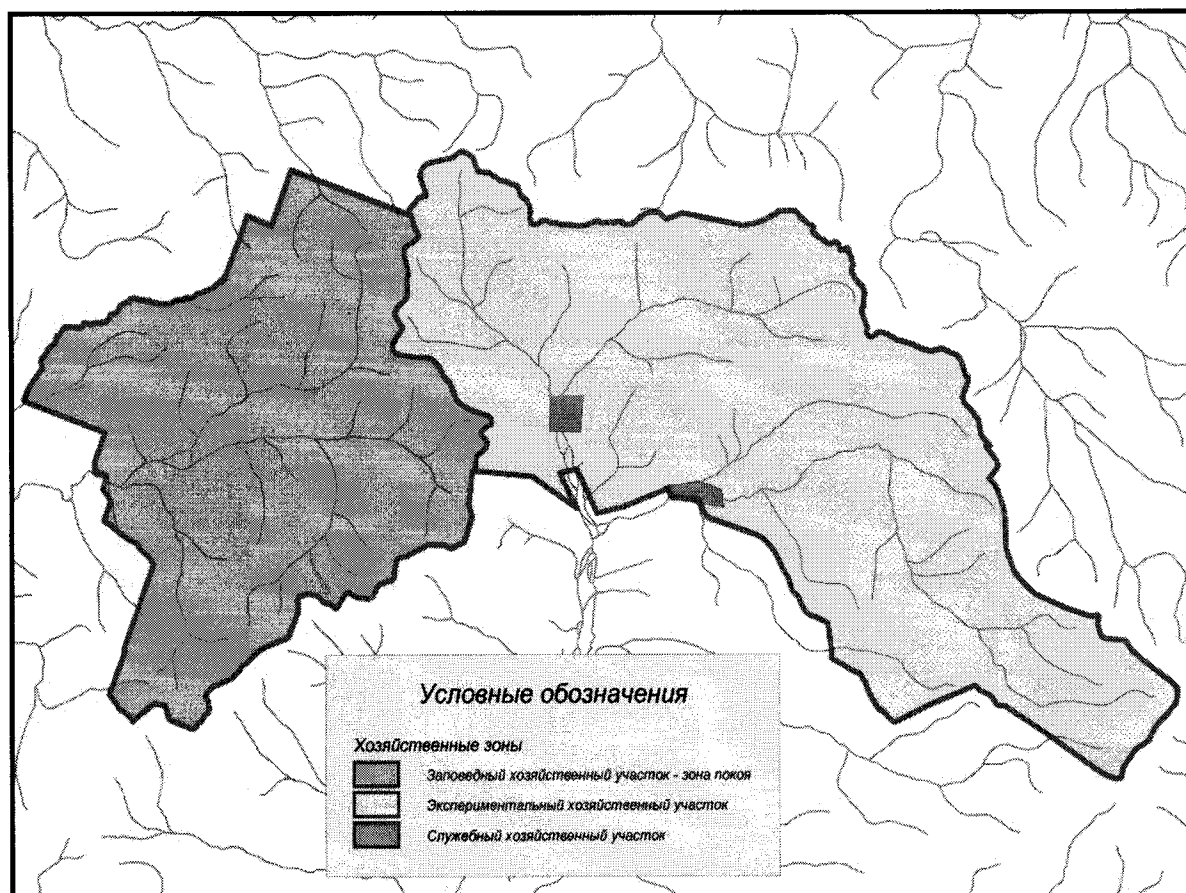 Условные обозначения
Хозяйственные зоны
Заповедный хозяйственный участок - зона покоя
Экспериментальный хозяйственный участок
Служебный хозяйственный участок